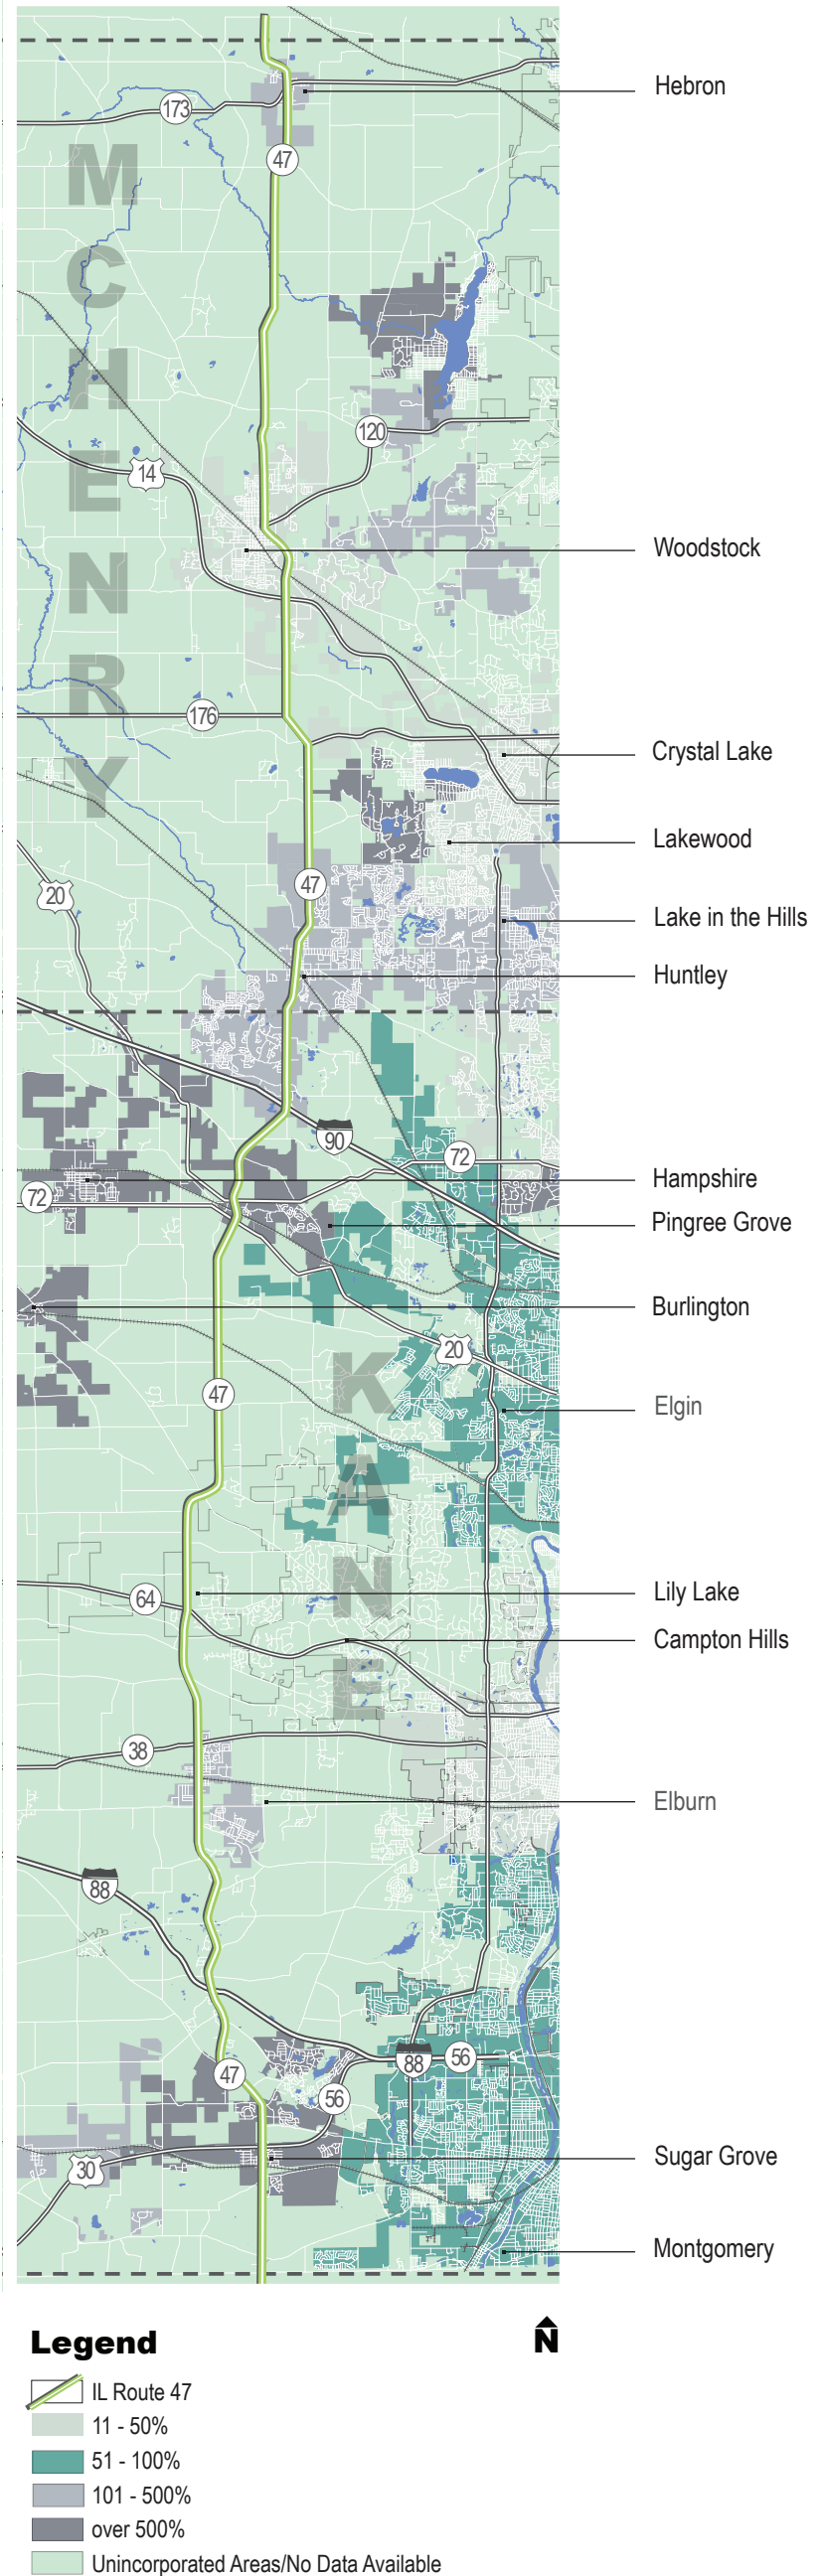 Hebron
173
47
MCHENRY
120
14
Woodstock
176
Crystal Lake
Lakewood
47
20
Lake in the Hills
Huntley
90
72
Hampshire
72
Pingree Grove
Burlington
20
KANE
47
Elgin
Lily Lake
64
Campton Hills
38
Elburn
88
88
56
47
56
Sugar Grove
30
Montgomery
Legend
N
IL Route 47
11 - 50%
51 - 100%
101 - 500%
over 500%
Unincorporated Areas/No Data Available